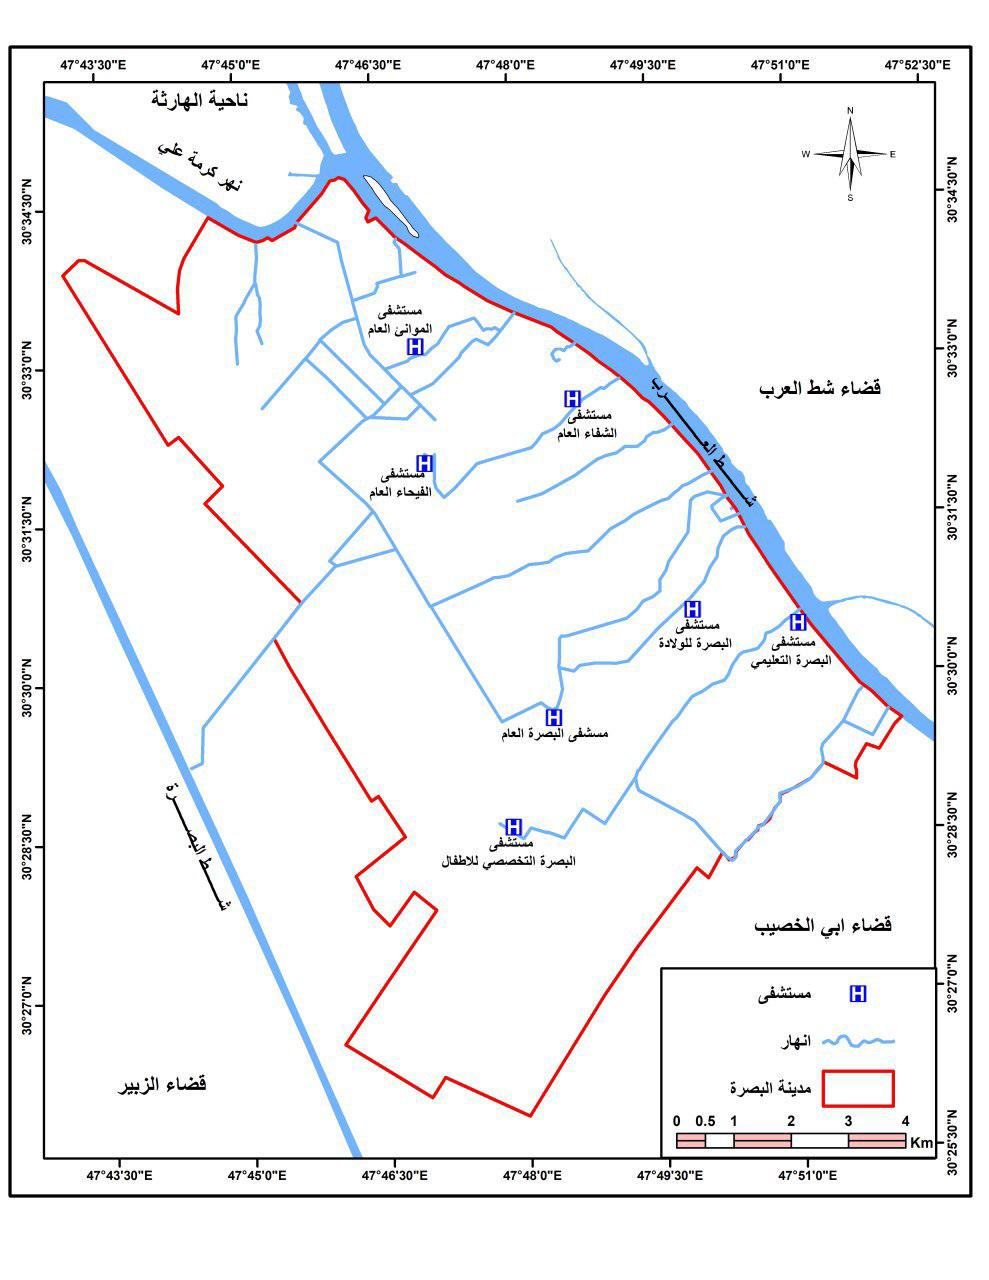 47°43'30"E 47°45'0"E 47°46'30"E 47°48'0"E 47°49'30"E 47°51'0"E 47°52'30"E
ناحية الهارثة
نهر كرمة علي
N
W E
S
30°34'30"N
30°34'30"N
مستشفى
الموانئ العام
H
30°33'0"N
30°33'0"N
قضاء شط العرب
شـــط العـــرب
H
مستشفى
الشفاء العام
H
مستشفى
الفيحاء العام
30°31'30"N
30°31'30"N
H
مستشفى
البصرة للولادة
H
مستشفى
البصرة التعليمي
30°30'0"N
30°30'0"N
H
مسشفى البصرة العام
شـــط البصـــرة
30°28'30"N
30°28'30"N
H
مستشفى
البصرة التخصصي للاطفال
قضاء ابي الخصيب
30°27'0"N
30°27'0"N
قضاء الزبير
مستشفى H
انهار
مدينة البصرة
0 0.5 1 2 3 4
Km
30°25'30"N
47°43'30"E 47°45'0"E 47°46'30"E 47°48'0"E 47°49'30"E 47°51'0"E